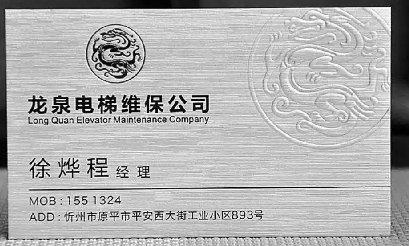 龙泉电梯维保公司
Long Quan Elevator Maintenance Company
徐烨程 经理
MOB : 155 1324
ADD : 忻州市原平市平安西大街工业小区B93号